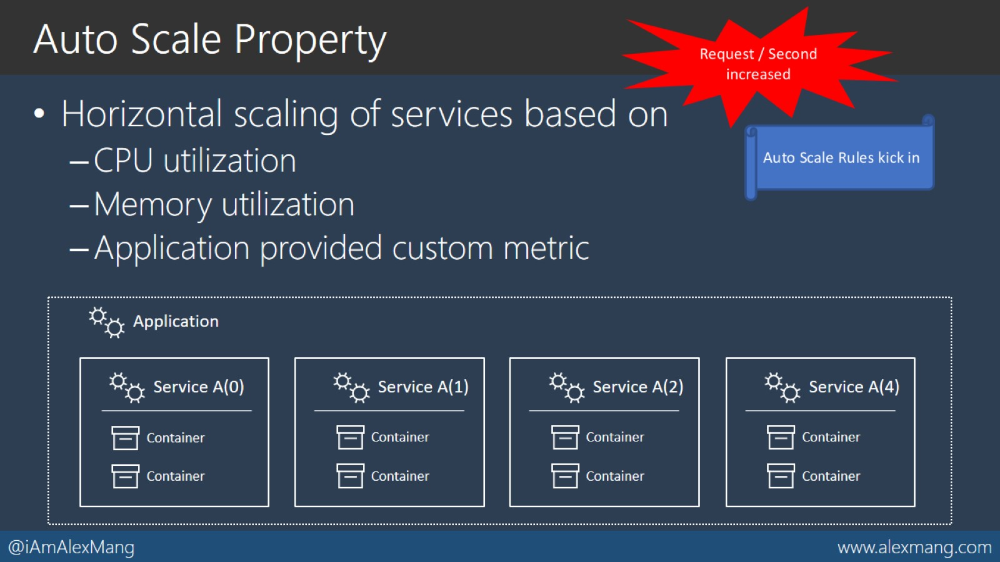 Auto Scale Property
Request / Second
increased
• Horizontal scaling of services based on
–CPU utilization
–Memory utilization
–Application provided custom metric
Auto Scale Rules kick in
Application
Service A(0)
Container
Container
Service A(1)
Container
Container
Service A(2)
Container
Container
Service A(4)
Container
Container
@iAmAlexMang
www.alexmang.com